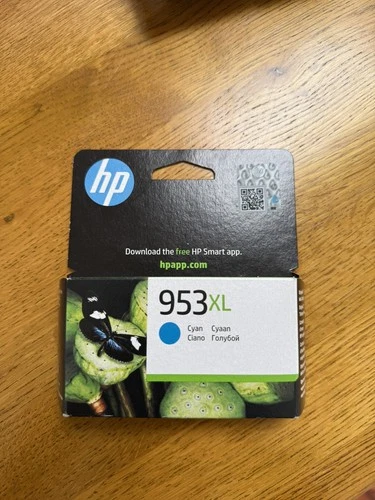 hp
Download the free HP Smart app.
hpapp.com
953XL
Cyan Cyaan
Ciano Голубой